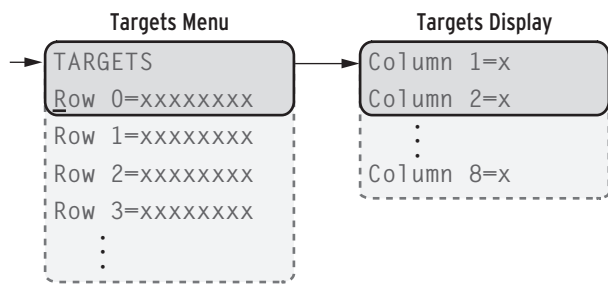 Targets Menu
TARGETS
Row 0=xxxxxxxx
Row 1=xxxxxxxx
Row 2=xxxxxxxx
Row 3=xxxxxxxx
Targets Display
Column 1=x
Column 2=x
Column 8=x